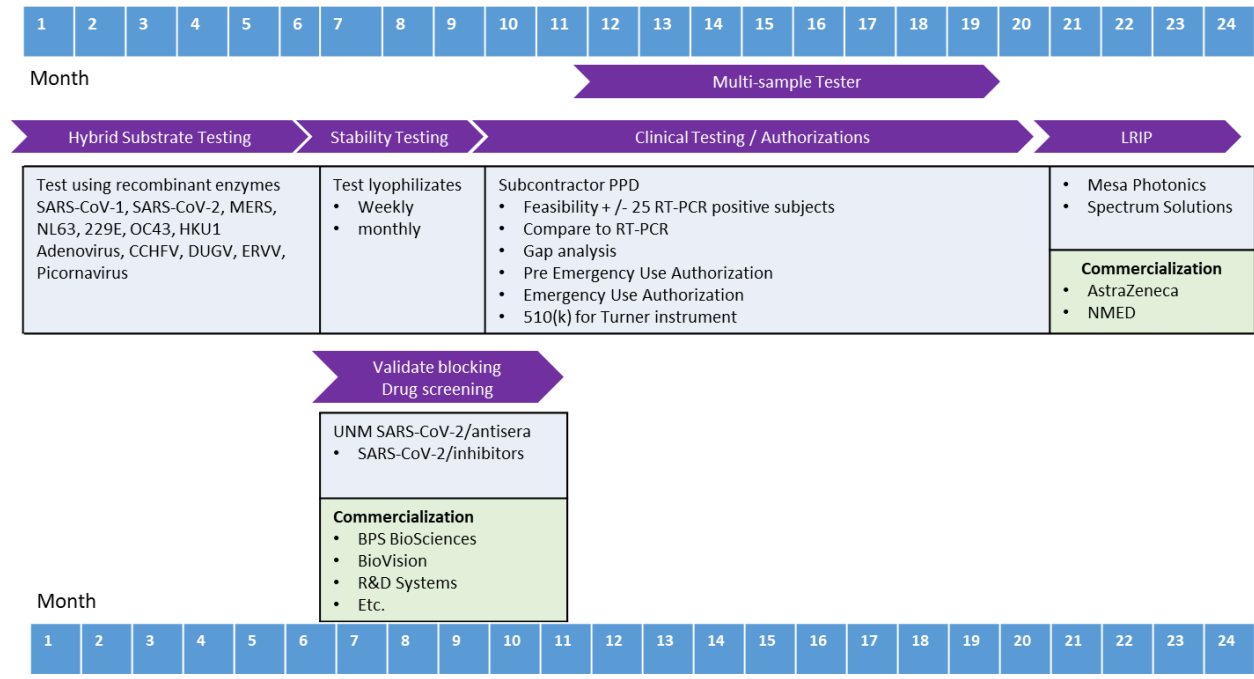 1 2 3 4 5 6 7 8 9 10 11 12 13 14 15 16 17 18 19 20 21 22 23 24
Month
Multi-sample Tester
Hybrid Substrate Testing
Stability Testing
Clinical Testing / Authorizations
LRIP
Test using recombinant enzymes
SARS-CoV-1, SARS-CoV-2, MERS,
NL63, 229E, OC43, HKU1
Adenovirus, CCHFV, DUGV, ERVV,
Picornavirus
Test lyophilizates
• Weekly
• monthly
Subcontractor PPD
• Feasibility + /- 25 RT-PCR positive subjects
• Compare to RT-PCR
• Gap analysis
• Pre Emergency Use Authorization
• Emergency Use Authorization
• 510(k) for Turner instrument
• Mesa Photonics
• Spectrum Solutions
Commercialization
• AstraZeneca
• NMED
Validate blocking
Drug screening
UNM SARS-CoV-2/antisera
• SARS-CoV-2/inhibitors
Commercialization
• BPS BioSciences
• BioVision
• R&D Systems
• Etc.
Month
1 2 3 4 5 6 7 8 9 10 11 12 13 14 15 16 17 18 19 20 21 22 23 24